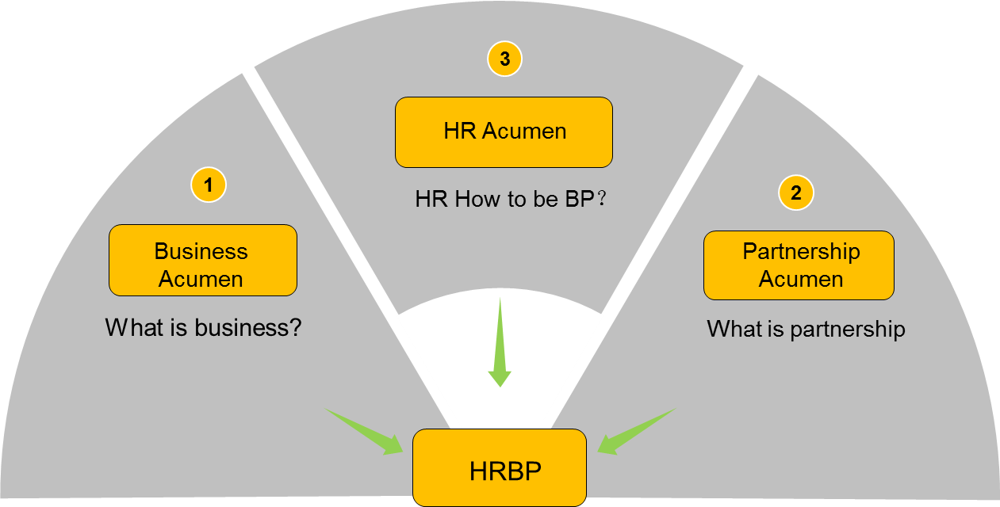 3
HR Acumen
HR How to be BP？
1
Business
Acumen
What is business?
2
Partnership
Acumen
What is partnership
HRBP